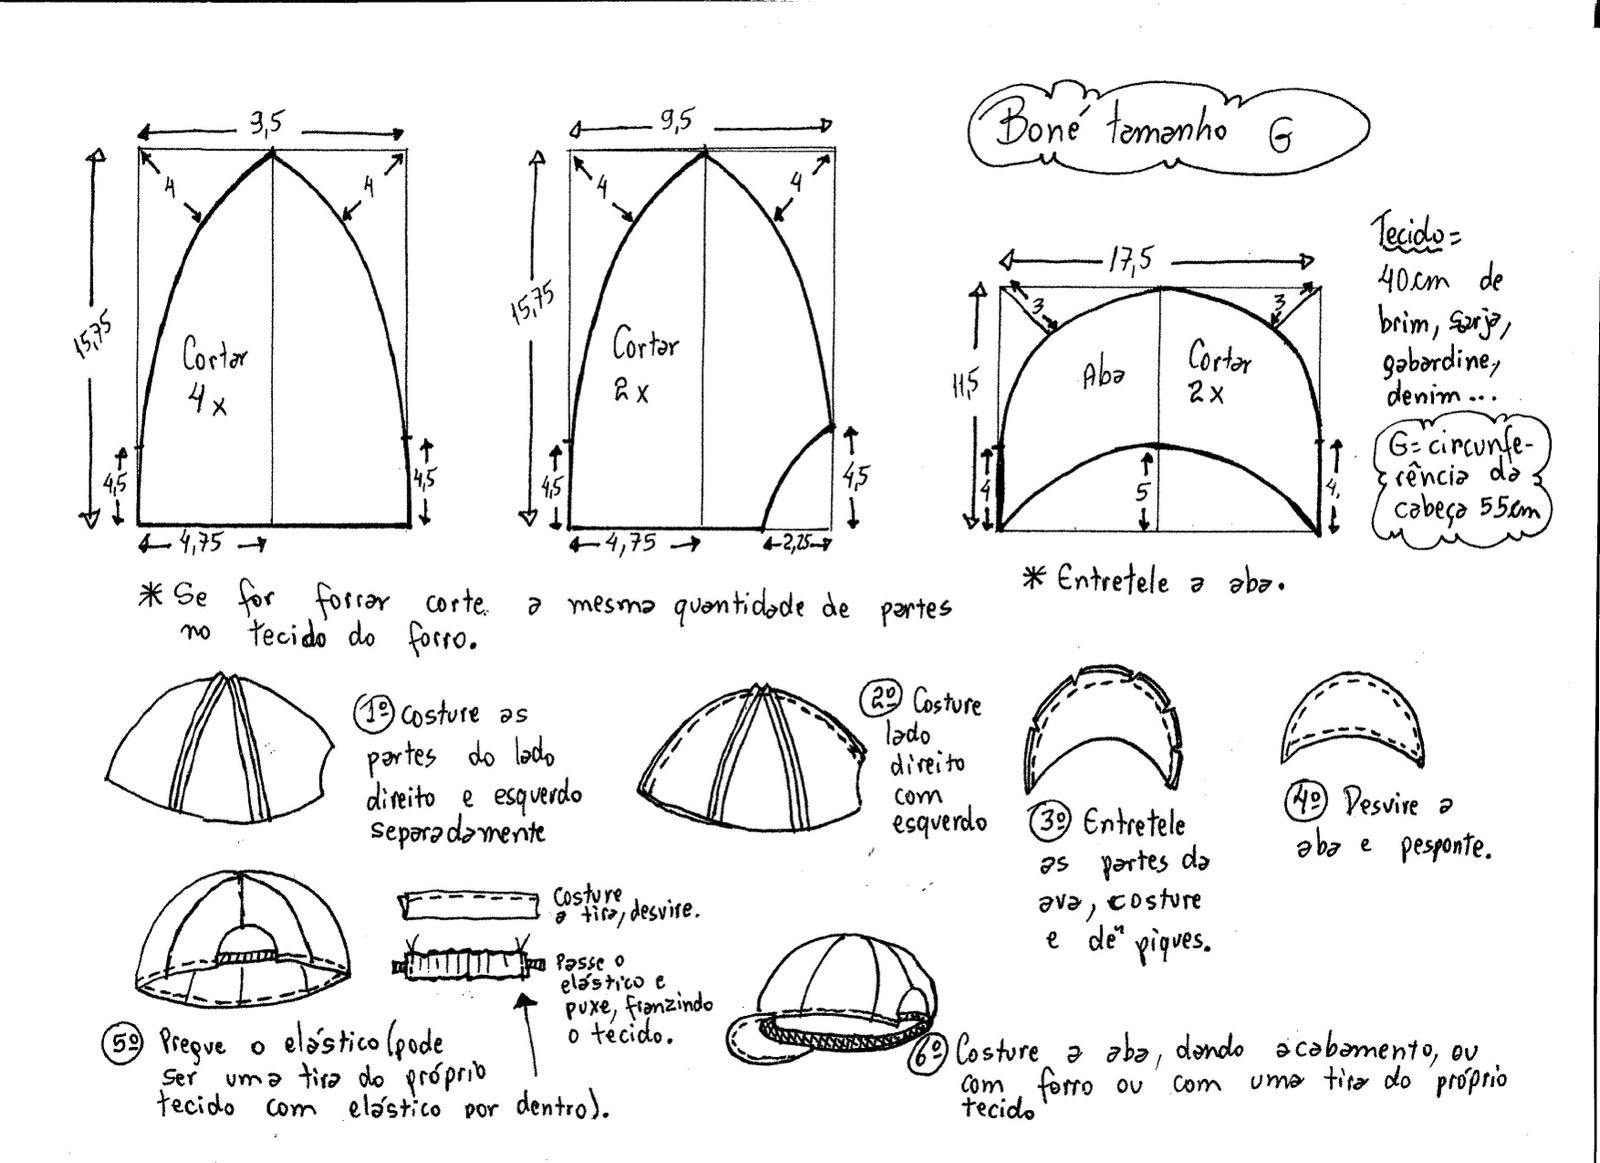 Boné tamanho G
9,5
4
4
15,75
Cortar
4x
4,5
4,5
4,75
9,5
4
4
15,75
Cortar
2x
4,5
4,5
4,75
2,25
17,5
3
3
11,5
Aba
Cortar
2x
4
5
4
Tecido=
40cm de
brim, sarja,
gabardine,
denim...
G= circunfe-
rência da
cabeça 55cm
* Entretele a aba.
* Se for forrar corte a mesma quantidade de partes
no tecido do forro.
1º Costure as
partes do lado
direito e esquerdo
separadamente
2º Costure
lado
direito
com
esquerdo
3º Entretele
as partes da
ava, costure
e dê "piques.
4º Desvire a
aba e pesponte.
Costure
a tira, desvire.
Passe o
elástico e
puxe, franzindo
o tecido.
5º Pregue o elástico (pode
ser uma tira do próprio
tecido com elástico por dentro).
6º Costure a aba, dando acabamento, ou
com forro ou com uma tira do próprio
tecido